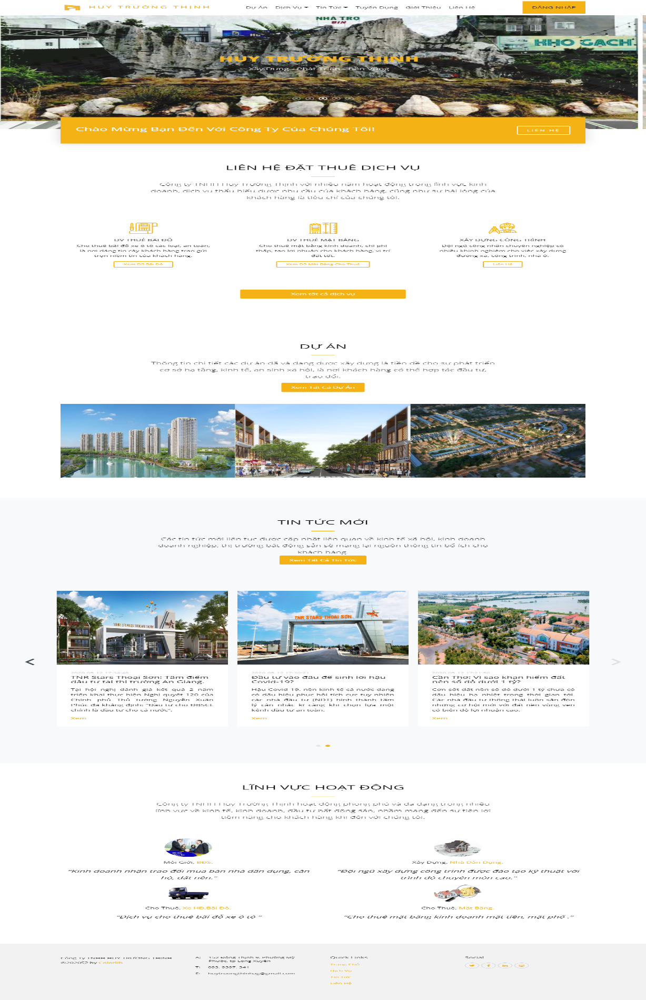 HUY TRƯỜNG THỊNH
Dự Án Dịch Vụ Tin Tức Tuyển Dụng Giới Thiệu Liên Hệ
ĐĂNG NHẬP
NHÀ TRỌ
BIN
KHO GẠCH
HUY TRƯỜNG THỊNH
Xây Dựng - Phát Triển - Bền Vững
Chào Mừng Bạn Đến Với Công Ty Của Chúng Tôi!
LIÊN HỆ
LIÊN HỆ ĐẶT THUÊ DỊCH VỤ
Công ty TNHH Huy Trường Thịnh với nhiều năm hoạt động trong lĩnh vực kinh
doanh, dịch vụ thấu hiểu được nhu cầu của khách hàng, cũng như sự hài lòng của
khách hàng là tiêu chí của chúng tôi.
DV THUÊ BÃI ĐỖ
Cho thuê bãi đỗ xe ô tô các loại, an toàn,
là nơi đáng tin cậy khách hàng trao gửi
trọn niềm tin của khách hàng.
Xem DS Bãi Đỗ
DV THUÊ MẶT BẰNG
Cho thuê mặt bằng kinh doanh, chi phí
thấp, tạo lợi nhuận cho khách hàng, vị trí
đất tốt.
Xem DS Mặt Bằng Cho Thuê
XÂY DỰNG CÔNG TRÌNH
Đội ngũ công nhân chuyên nghiệp có
nhiều khinh nghiệm cho việc xây dựng
đường xá, công trình, nhà ở.
Liên Hệ
Xem tất cả dịch vụ
DỰ ÁN
Thông tin chi tiết các dự án đã và đang được xây dựng là tiền đề cho sự phát triển
cơ sở hạ tầng, kinh tế, an sinh xã hội, là nơi khách hàng có thể hợp tác đầu tư,
trao đổi.
Xem Tất Cả Dự Án
TIN TỨC MỚI
Các tin tức mới liên tục được cập nhật liên quan về kinh tế xã hội, kinh doanh
doanh nghiệp, thị trường bất động sản sẽ mang lại nguồn thông tin bổ ích cho
khách hàng.
Xem Tất Cả Tin Tức
TNR STARS THOẠI SƠN
TNR STARS THOẠI SƠN
2020-05-12 17:34:48
TNR Stars Thoại Sơn: Tâm điểm
đầu tư tại thị trường An Giang.
Tại hội nghị đánh giá kết quả 2 năm
triển khai thực hiện Nghị quyết 120 của
Chính phủ Thủ tướng Nguyễn Xuân
Phúc đã khẳng định: "Đầu tư cho ĐBSCL
chính là đầu tư cho cả nước".
Xem
2020-05-12 17:30:21
Đầu tư vào đâu để sinh lời hậu
Covid-19?
Hậu Covid-19, nền kinh tế cả nước đang
có dấu hiệu phục hồi tích cực tuy nhiên
các nhà đầu tư (NĐT) hình thành tâm
lý cân nhắc kĩ càng khi chọn lựa một
kênh đầu tư an toàn.
Xem
Cần Thơ: Vì sao khan hiếm đất
nền sổ đỏ dưới 1 tỷ?
Cơn sốt đất nền sổ đỏ dưới 1 tỷ chưa có
dấu hiệu hạ nhiệt trong thời gian tới.
Các nhà đầu tư thông thái luôn săn đón
những cơ hội mới với đất nền vùng ven
có biên độ lợi nhuận cao.
Xem
LĨNH VỰC HOẠT ĐỘNG
Công ty TNHH Huy Trường Thịnh hoạt động phong phú và đa dạng trong nhiều
lĩnh vực về kinh tế, kinh doanh, đầu tư bất động sản, nhằm mang đến sự tiện lợi
tiềm năng cho khách hàng khi đến với chúng tôi.
Môi Giới, BĐS.
"Kinh doanh nhận trao đổi mua bán nhà dân dụng, căn
hộ, đất nền."
Xây Dựng, Nhà Dân Dụng.
"Đội ngũ xây dựng công trình được đào tạo kỹ thuật với
trình độ chuyên môn cao."
Cho Thuê, Xe HĐ,Bãi Đỗ.
"Dịch vụ cho thuê bãi đỗ xe ô tô "
Cho Thuê, Mặt Bằng.
"Cho thuê mặt bằng kinh doanh mặt tiền, mặt phố ."
Công Ty TNHH HUY TRƯỜNG THỊNH
by Colorlib
A: 152 Đông Thịnh 9, Phường Mỹ
Phước, tp Long Xuyên
T: 093. 9397. 341
E: huytruongthinhag@gmail.com
Quick Links
Trang Chủ
Dịch Vụ
Tin Tức
Liên Hệ
Social